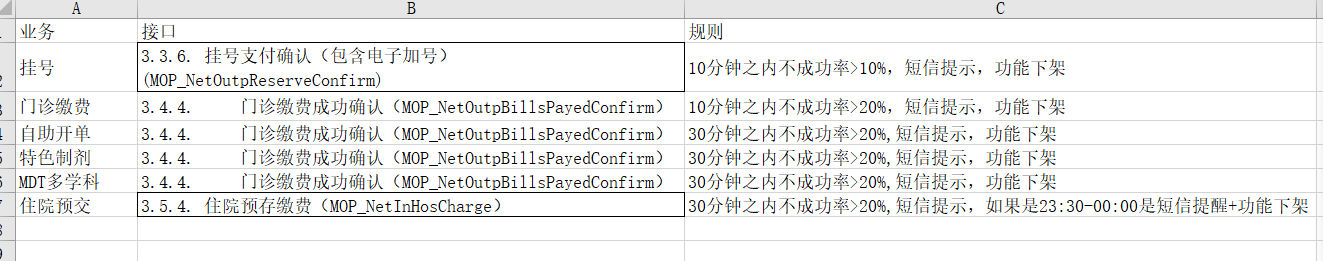 A B C
业务 接口 规则
挂号 3.3.6. 挂号支付确认（包含电子加号） 10分钟之内不成功率>10%，短信提示，功能下架
(MOP_NetOutpReserveConfirm)
3 门诊缴费 3.4.4. 门诊缴费成功确认（MOP_NetOutpBillsPayedConfirm） 10分钟之内不成功率>20%，短信提示，功能下架
4 自助开单 3.4.4. 门诊缴费成功确认（MOP_NetOutpBillsPayedConfirm） 30分钟之内不成功率>20%,短信提示，功能下架
5 特色制剂 3.4.4. 门诊缴费成功确认（MOP_NetOutpBillsPayedConfirm） 30分钟之内不成功率>20%,短信提示，功能下架
MDT多学科 3.4.4. 门诊缴费成功确认（MOP_NetOutpBillsPayedConfirm） 30分钟之内不成功率>20%,短信提示，功能下架
7 住院预交 3.5.4. 住院预存缴费（MOP_NetInHosCharge） 30分钟之内不成功率>20%,短信提示，如果是23:30-00:00是短信提醒+功能下架
8
9